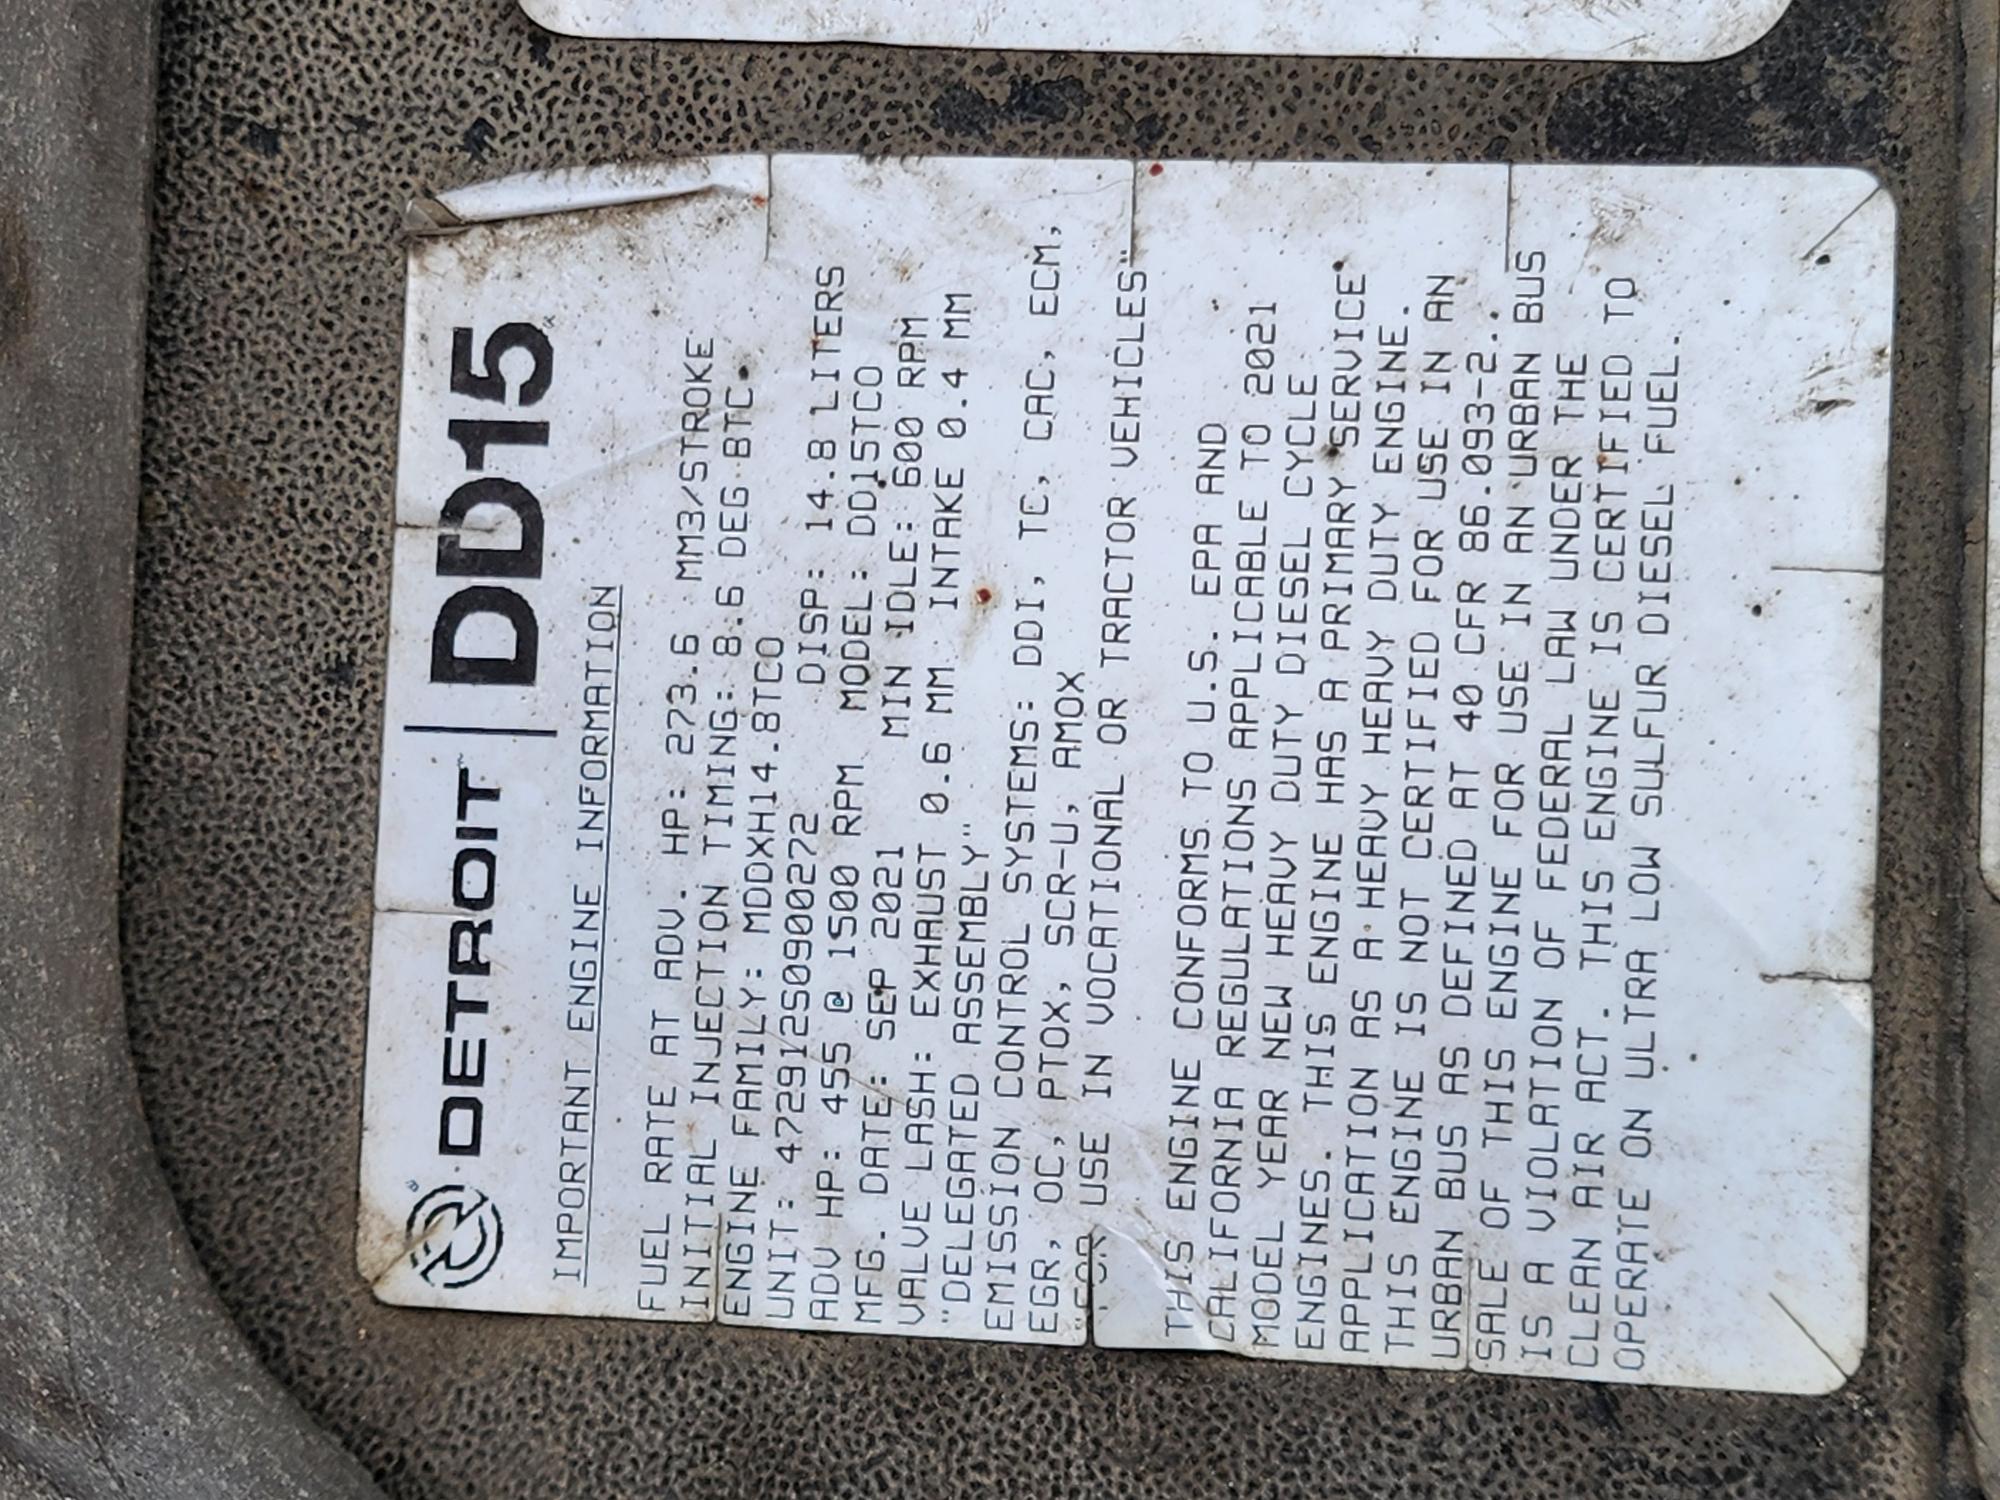 DETROIT DD15
IMPORTANT ENGINE INFORMATION
FUEL RATE AT ADV. HP: 273.6 MM3/STROKE
INITIAL INJECTION TIMING: 8.6 DEG BTC
ENGINE FAMILY: MDDXH14.8TCO
UNIT: 472912S0900272
DISP: 14.8 LITERS
ADV HP: 455 @ 1500 RPM MODEL: DD15TCO
MFG. DATE: SEP 2021 MIN IDLE: 600 RPM
VALVE LASH: EXHAUST 0.6 MM INTAKE 0.4 MM
"DELEGATED ASSEMBLY"
EMISSION CONTROL SYSTEMS: DDI, TC, CAC, ECM,
EGR, OC, PTOX, SCR-U, AMOX
"FOR USE IN VOCATIONAL OR TRACTOR VEHICLES"
THIS ENGINE CONFORMS TO U.S. EPA AND
CALIFORNIA REGULATIONS APPLICABLE TO 2021
MODEL YEAR NEW HEAVY DUTY DIESEL CYCLE
ENGINES. THIS ENGINE HAS A PRIMARY SERVICE
APPLICATION AS A HEAVY HEAVY DUTY ENGINE.
THIS ENGINE IS NOT CERTIFIED FOR USE IN AN
URBAN BUS AS DEFINED AT 40 CFR 86.093-2..
SALE OF THIS ENGINE FOR USE IN AN URBAN BUS
IS A VIOLATION OF FEDERAL LAW UNDER THE
CLEAN AIR ACT. THIS ENGINE IS CERTIFIED TO
OPERATE ON ULTRA LOW SULFUR DIESEL FUEL.